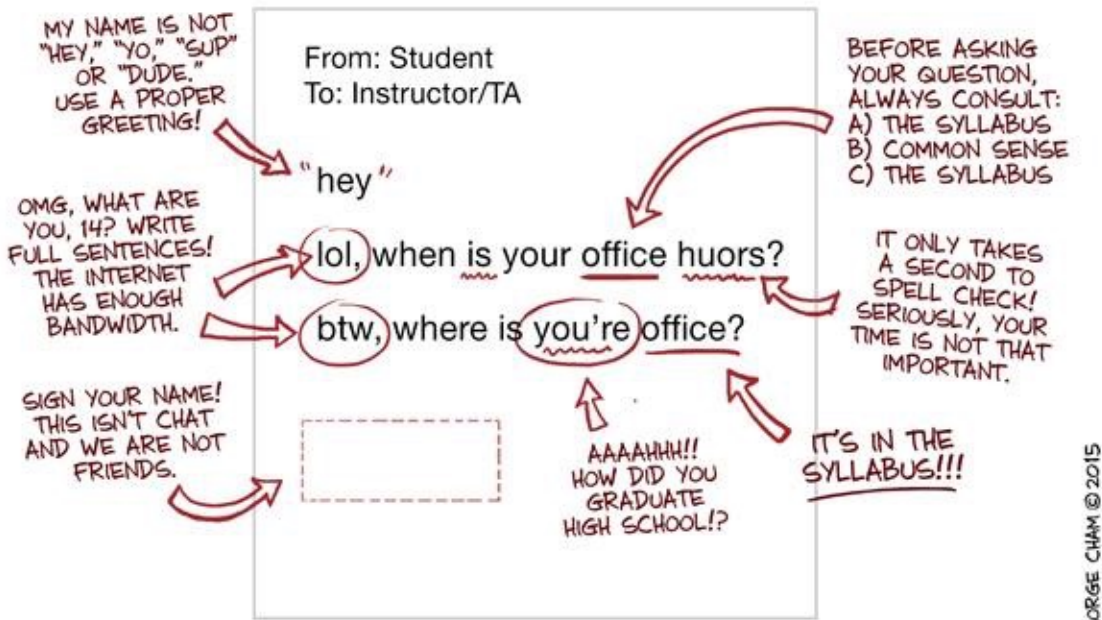 MY NAME IS NOT
"HEY," "YO," "SUP"
OR "DUDE."
USE A PROPER
GREETING!
From: Student
To: Instructor/TA
BEFORE ASKING
YOUR QUESTION,
ALWAYS CONSULT:
A) THE SYLLABUS
B) COMMON SENSE
C) THE SYLLABUS
"hey"
OMG, WHAT ARE
YOU, 14? WRITE
FULL SENTENCES!
THE INTERNET
HAS ENOUGH
BANDWIDTH.
lol, when is your office huors?
btw, where is you're office?
IT ONLY TAKES
A SECOND TO
SPELL CHECK!
SERIOUSLY, YOUR
TIME IS NOT THAT
IMPORTANT.
SIGN YOUR NAME!
THIS ISN'T CHAT
AND WE ARE NOT
FRIENDS.
AAAAHHH!!
HOW DID YOU
GRADUATE
HIGH SCHOOL!?
IT'S IN THE
SYLLABUS!!!
ORGE CHAM © 2015